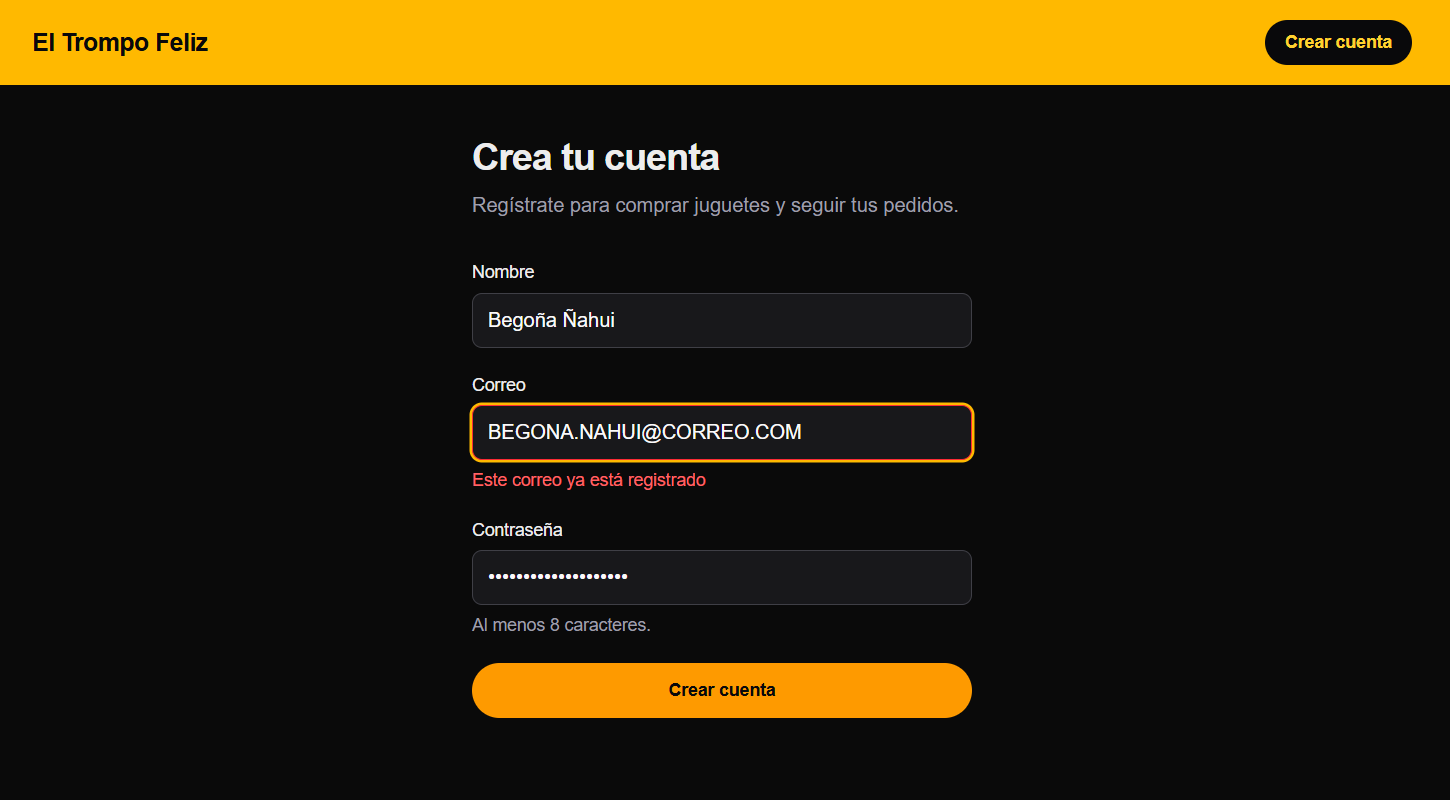 El Trompo Feliz
Crear cuenta
Crea tu cuenta
Regístrate para comprar juguetes y seguir tus pedidos.
Nombre
Begoña Ñahui
Correo
BEGONA.NAHUI@CORREO.COM
Este correo ya está registrado
Contraseña
••••••••••••••••••••
Al menos 8 caracteres.
Crear cuenta